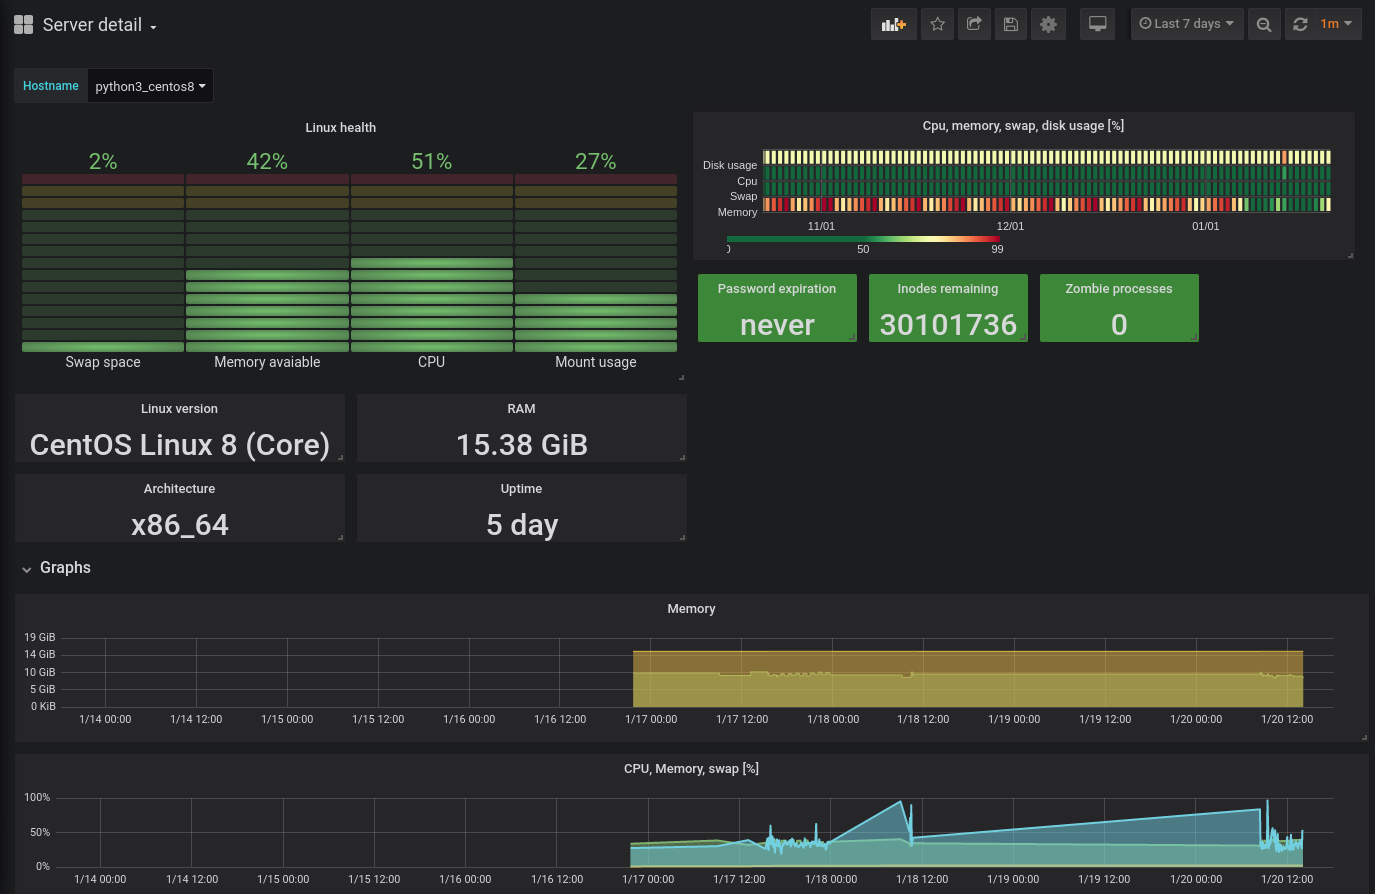 Server detail
Last 7 days
1m
Hostname python3_centos8
Linux health
2% 42% 51% 27%
Swap space Memory avaiable CPU Mount usage
Cpu, memory, swap, disk usage [%]
Disk usage
Cpu
Swap
Memory
11/01 12/01 01/01
0 50 99
Password expiration
never
Inodes remaining
30101736
Zombie processes
0
Linux version
CentOS Linux 8 (Core)
RAM
15.38 GiB
Architecture
x86_64
Uptime
5 day
Graphs
Memory
19 GiB
14 GiB
10 GiB
5 GiB
0 KiB
1/14 00:00 1/14 12:00 1/15 00:00 1/15 12:00 1/16 00:00 1/16 12:00 1/17 00:00 1/17 12:00 1/18 00:00 1/18 12:00 1/19 00:00 1/19 12:00 1/20 00:00 1/20 12:00
CPU, Memory, swap [%]
100%
50%
0%
1/14 00:00 1/14 12:00 1/15 00:00 1/15 12:00 1/16 00:00 1/16 12:00 1/17 00:00 1/17 12:00 1/18 00:00 1/18 12:00 1/19 00:00 1/19 12:00 1/20 00:00 1/20 12:00